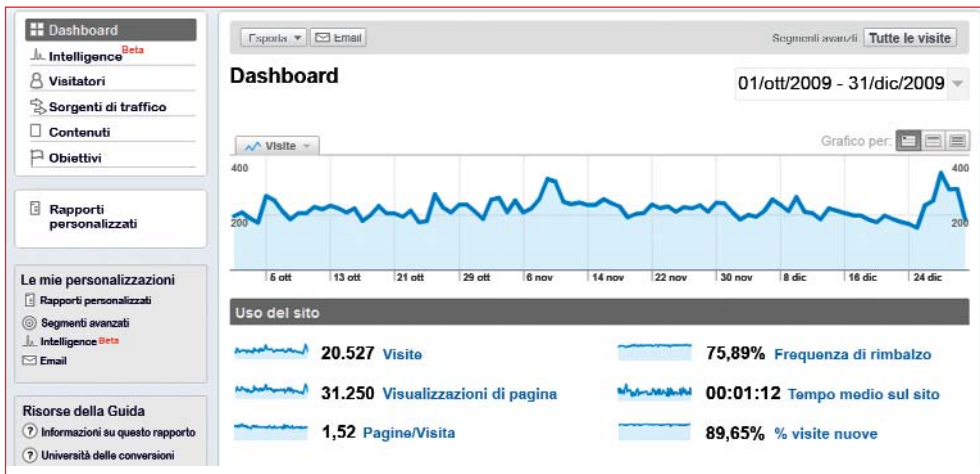 Dashboard
Intelligence Beta
Visitatori
Sorgenti di traffico
Contenuti
Obiettivi
Rapporti
personalizzati
Le mie personalizzazioni
Rapporti personalizzati
Segmenti avanzati
Intelligence Beta
Email
Risorse della Guida
Informazioni su questo rapporto
Università delle conversioni
Esporta Email
Segmenti avanzati Tutte le visite
Dashboard
01/ott/2009 - 31/dic/2009
Visite
Grafico per:
400 400
200 200
5 ott 13 ott 21 ott 29 ott 6 nov 14 nov 22 nov 30 nov 8 dic 16 dic 24 dic
Uso del sito
20.527 Visite
75,89% Frequenza di rimbalzo
31.250 Visualizzazioni di pagina
00:01:12 Tempo medio sul sito
1,52 Pagine/Visita
89,65% % visite nuove